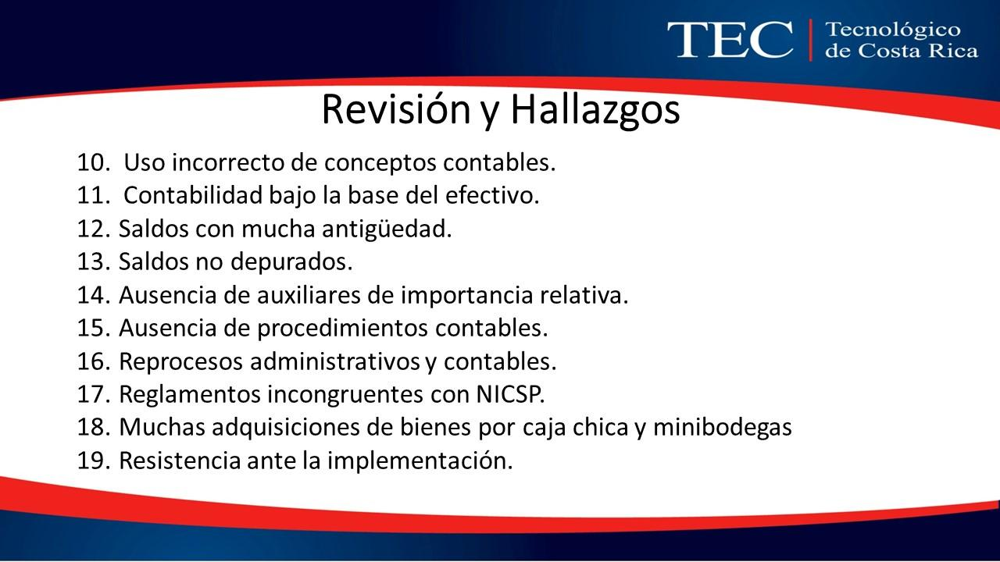 TEC
Tecnológico
de Costa Rica
Revisión y Hallazgos
10. Uso incorrecto de conceptos contables.
11. Contabilidad bajo la base del efectivo.
12. Saldos con mucha antigüedad.
13. Saldos no depurados.
14. Ausencia de auxiliares de importancia relativa.
15. Ausencia de procedimientos contables.
16. Reprocesos administrativos y contables.
17. Reglamentos incongruentes con NICSP.
18. Muchas adquisiciones de bienes por caja chica y minibodegas
19. Resistencia ante la implementación.